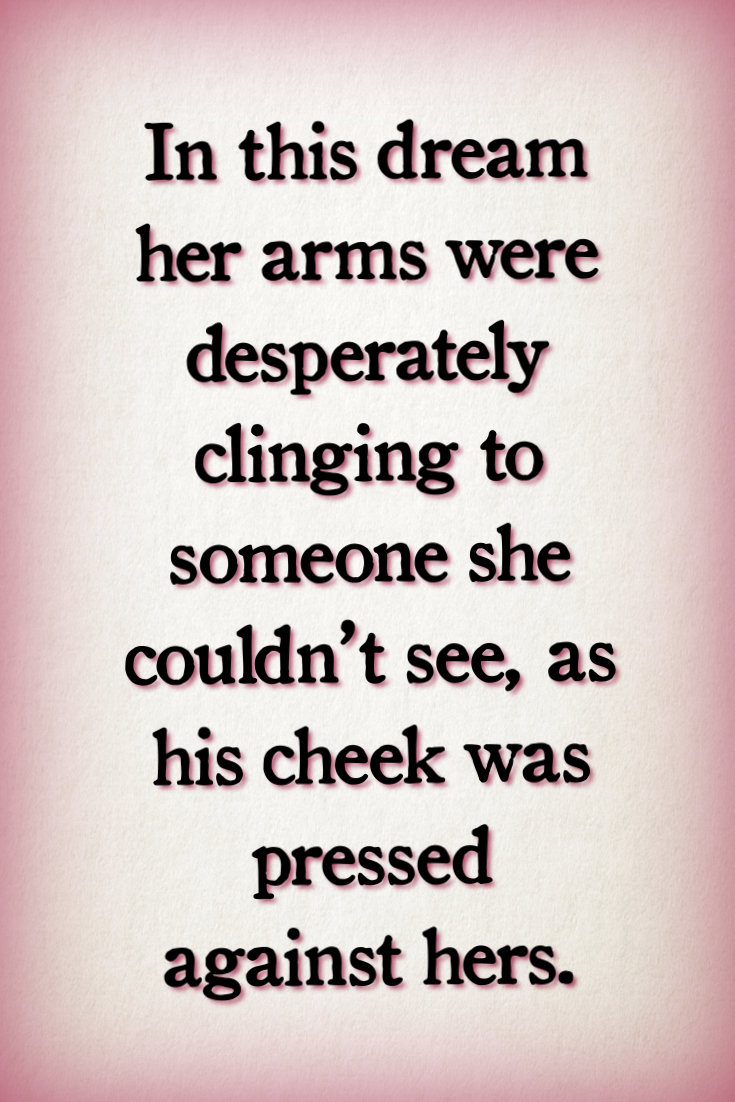 In this dream
her arms were
desperately
clinging to
someone she
couldn’t see, as
his cheek was
pressed
against hers.